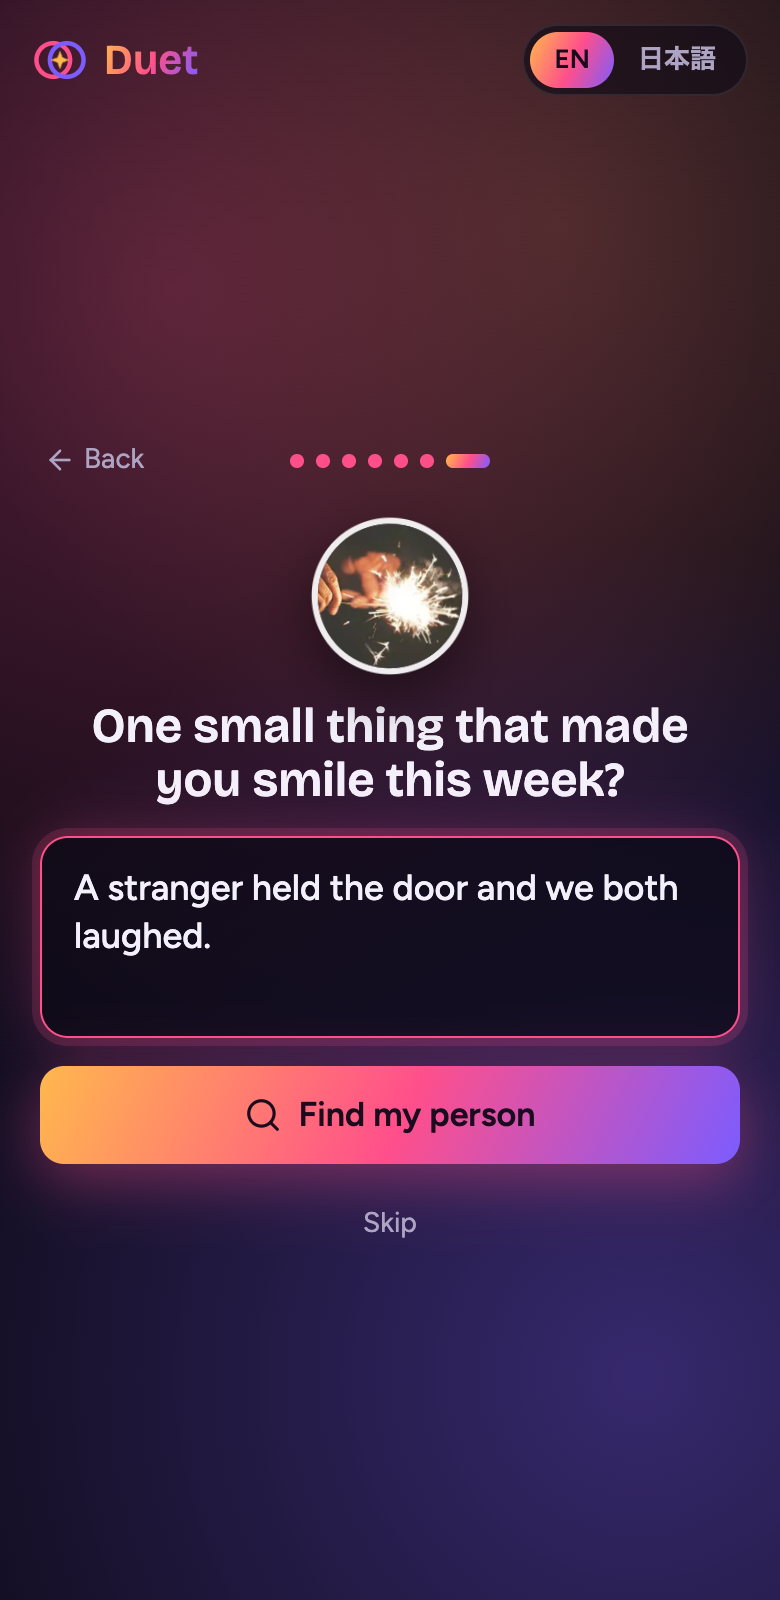 Duet
EN
日本語
Back
One small thing that made
you smile this week?
A stranger held the door and we both
laughed.
Find my person
Skip